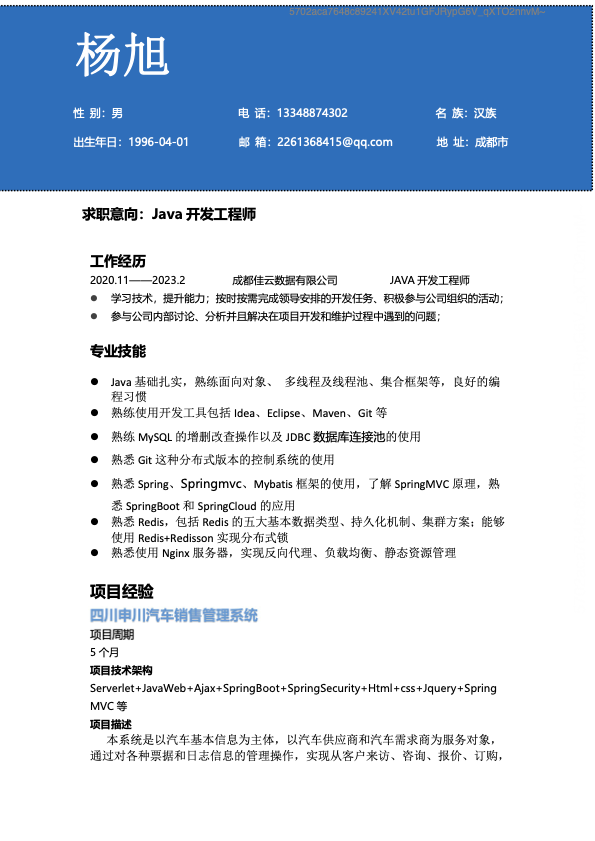 杨旭
性 别：男 电 话：13348874302 名 族：汉族
出生年日：1996-04-01 邮 箱：2261368415@qq.com 地 址：成都市
求职意向：Java 开发工程师
工作经历
2020.11——2023.2 成都佳云数据有限公司 JAVA 开发工程师
● 学习技术，提升能力；按时按需完成领导安排的开发任务、积极参与公司组织的活动；
● 参与公司内部讨论、分析并且解决在项目开发和维护过程中遇到的问题；
专业技能
● Java 基础扎实，熟练面向对象、 多线程及线程池、集合框架等，良好的编
程习惯
● 熟练使用开发工具包括 Idea、Eclipse、Maven、Git 等
● 熟练 MySQL 的增删改查操作以及 JDBC 数据库连接池的使用
● 熟悉 Git 这种分布式版本的控制系统的使用
● 熟悉 Spring、Springmvc、Mybatis 框架的使用，了解 SpringMVC 原理，熟
悉 SpringBoot 和 SpringCloud 的应用
● 熟悉 Redis，包括 Redis 的五大基本数据类型、持久化机制、集群方案；能够
使用 Redis+Redisson 实现分布式锁
● 熟悉使用 Nginx 服务器，实现反向代理、负载均衡、静态资源管理
项目经验
四川申川汽车销售管理系统
项目周期
5 个月
项目技术架构
Serverlet+JavaWeb+Ajax+SpringBoot+SpringSecurity+Html+css+Jquery+Spring
MVC 等
项目描述
本系统是以汽车基本信息为主体，以汽车供应商和汽车需求商为服务对象，
通过对各种票据和日志信息的管理操作，实现从客户来访、咨询、报价、订购，